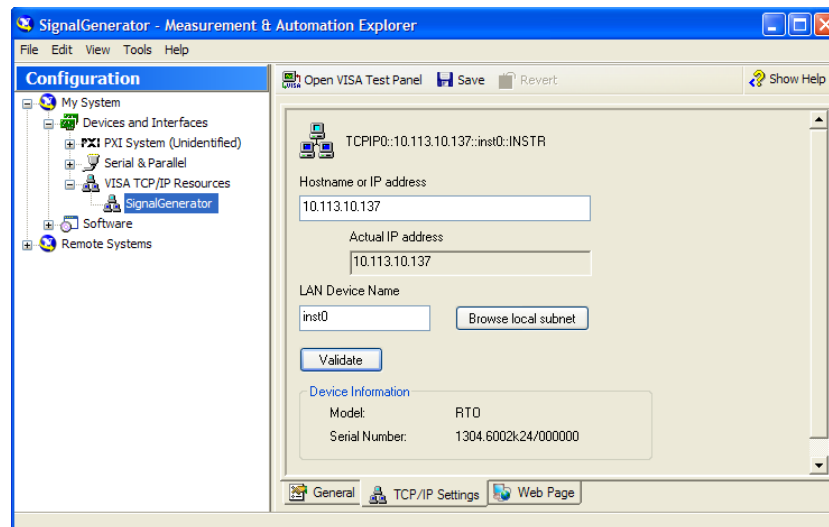 SignalGenerator - Measurement & Automation Explorer
File Edit View Tools Help
Configuration
My System
Devices and Interfaces
PXI PXI System (Unidentified)
Serial & Parallel
VISA TCP/IP Resources
SignalGenerator
Software
Remote Systems
VISA Open VISA Test Panel Save Revert Show Help
TCPIP0::10.113.10.137::inst0::INSTR
Hostname or IP address
10.113.10.137
Actual IP address
10.113.10.137
LAN Device Name
inst0 Browse local subnet
Validate
Device Information
Model: RTO
Serial Number: 1304.6002k24/000000
General TCP/IP Settings Web Page